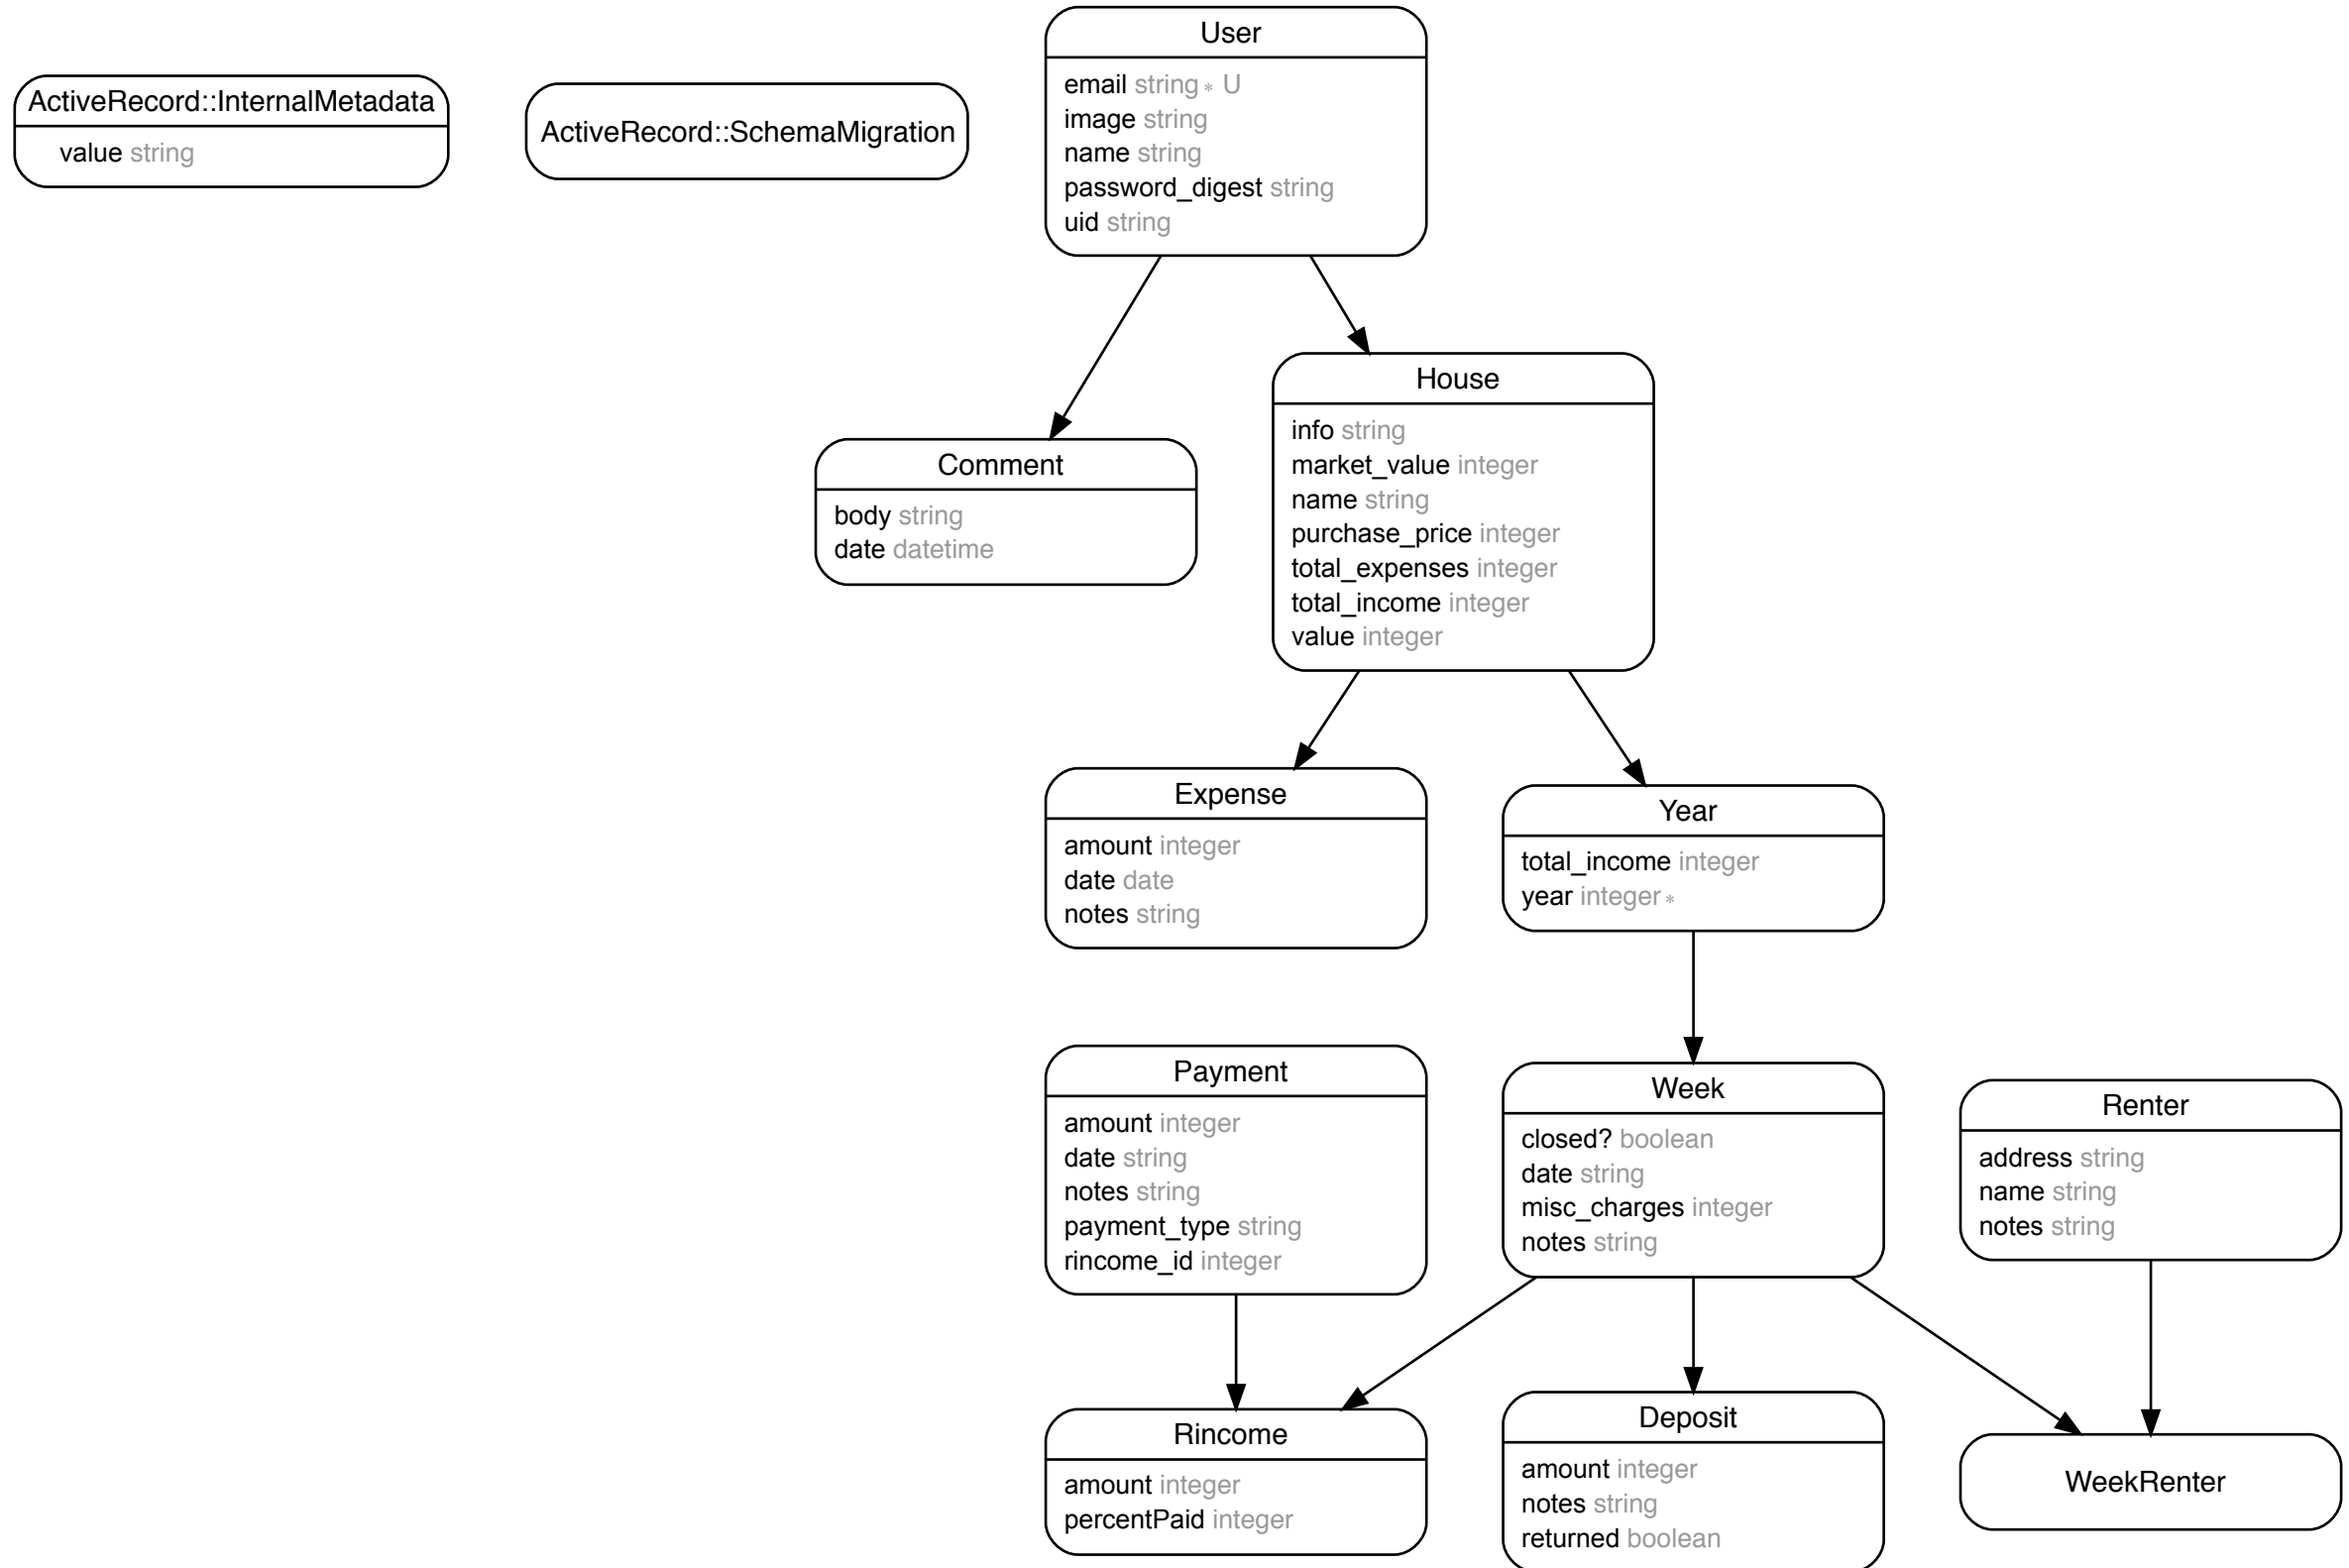 ActiveRecord::InternalMetadata
value string
ActiveRecord::SchemaMigration
User
email string* U
image string
name string
password_digest string
uid string
Comment
body string
date datetime
House
info string
market_value integer
name string
purchase_price integer
total_expenses integer
total_income integer
value integer
Expense
amount integer
date date
notes string
Year
total_income integer
year integer*
Payment
amount integer
date string
notes string
payment_type string
rincome_id integer
Week
closed? boolean
date string
misc_charges integer
notes string
Renter
address string
name string
notes string
Rincome
amount integer
percentPaid integer
Deposit
amount integer
notes string
returned boolean
WeekRenter